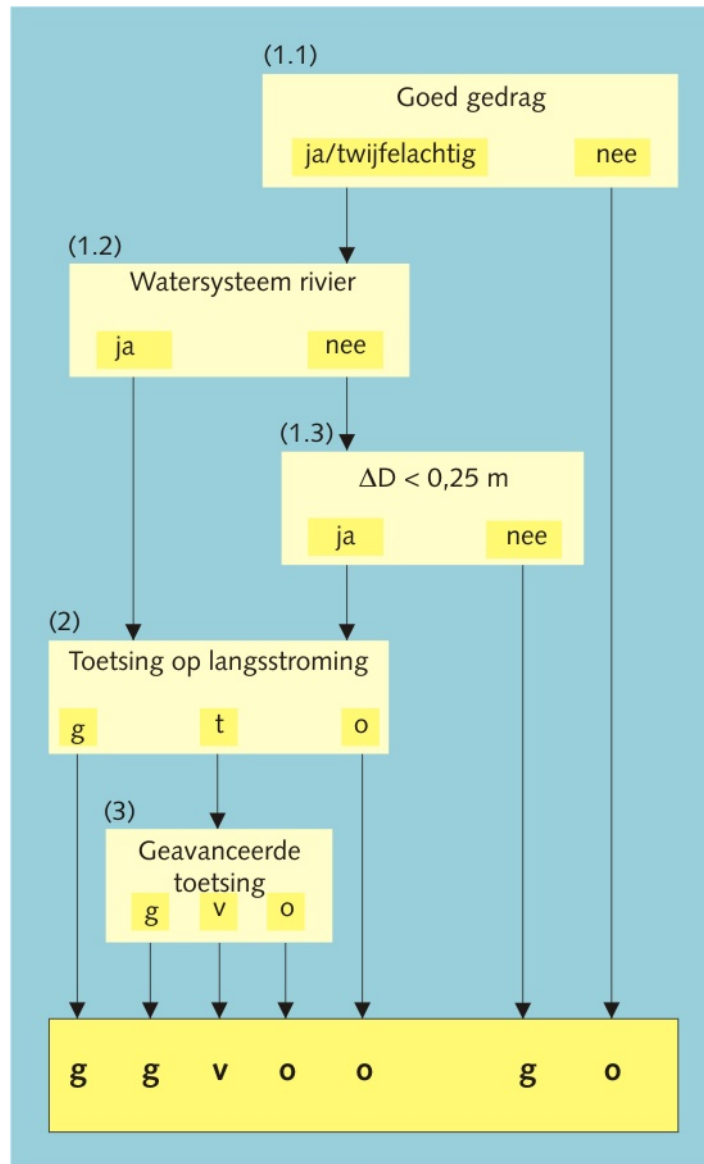 (1.1)
Goed gedrag
ja/twijfelachtig nee
(1.2)
Watersysteem rivier
ja nee
(1.3)
ΔD < 0,25 m
ja nee
(2)
Toetsing op langsstroming
g t o
(3)
Geavanceerde
toetsing
g v o
g g v o o g o